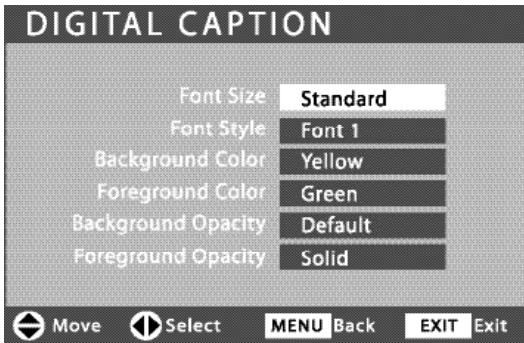 DIGITAL CAPTION
Font Size Standard
Font Style Font 1
Background Color Yellow
Foreground Color Green
Background Opacity Default
Foreground Opacity Solid
Move Select MENU Back EXIT Exit